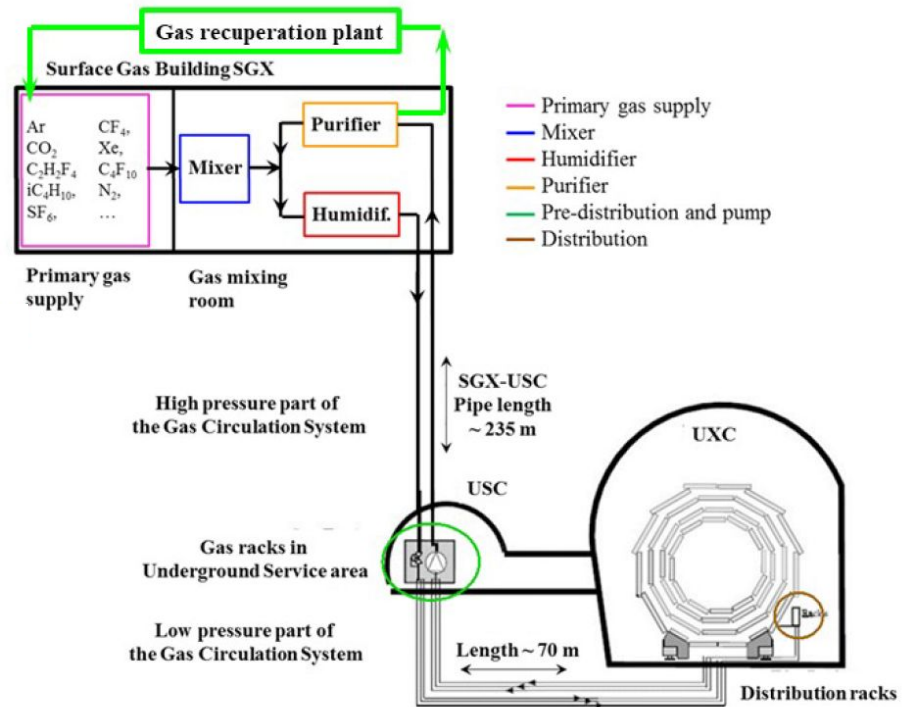 Gas recuperation plant
Surface Gas Building SGX
Ar CF4,
CO2 Xe,
C2H2F4 C4F10
iC4H10, N2,
SF6, ...
Mixer
Purifier
Humidif.
Primary gas supply
Mixer
Humidifier
Purifier
Pre-distribution and pump
Distribution
Primary gas
supply
Gas mixing
room
High pressure part of
the Gas Circulation System
SGX-USC
Pipe length
~ 235 m
UXC
USC
Gas racks in
Underground Service area
Racks
Low pressure part of
the Gas Circulation System
Length ~ 70 m
Distribution racks